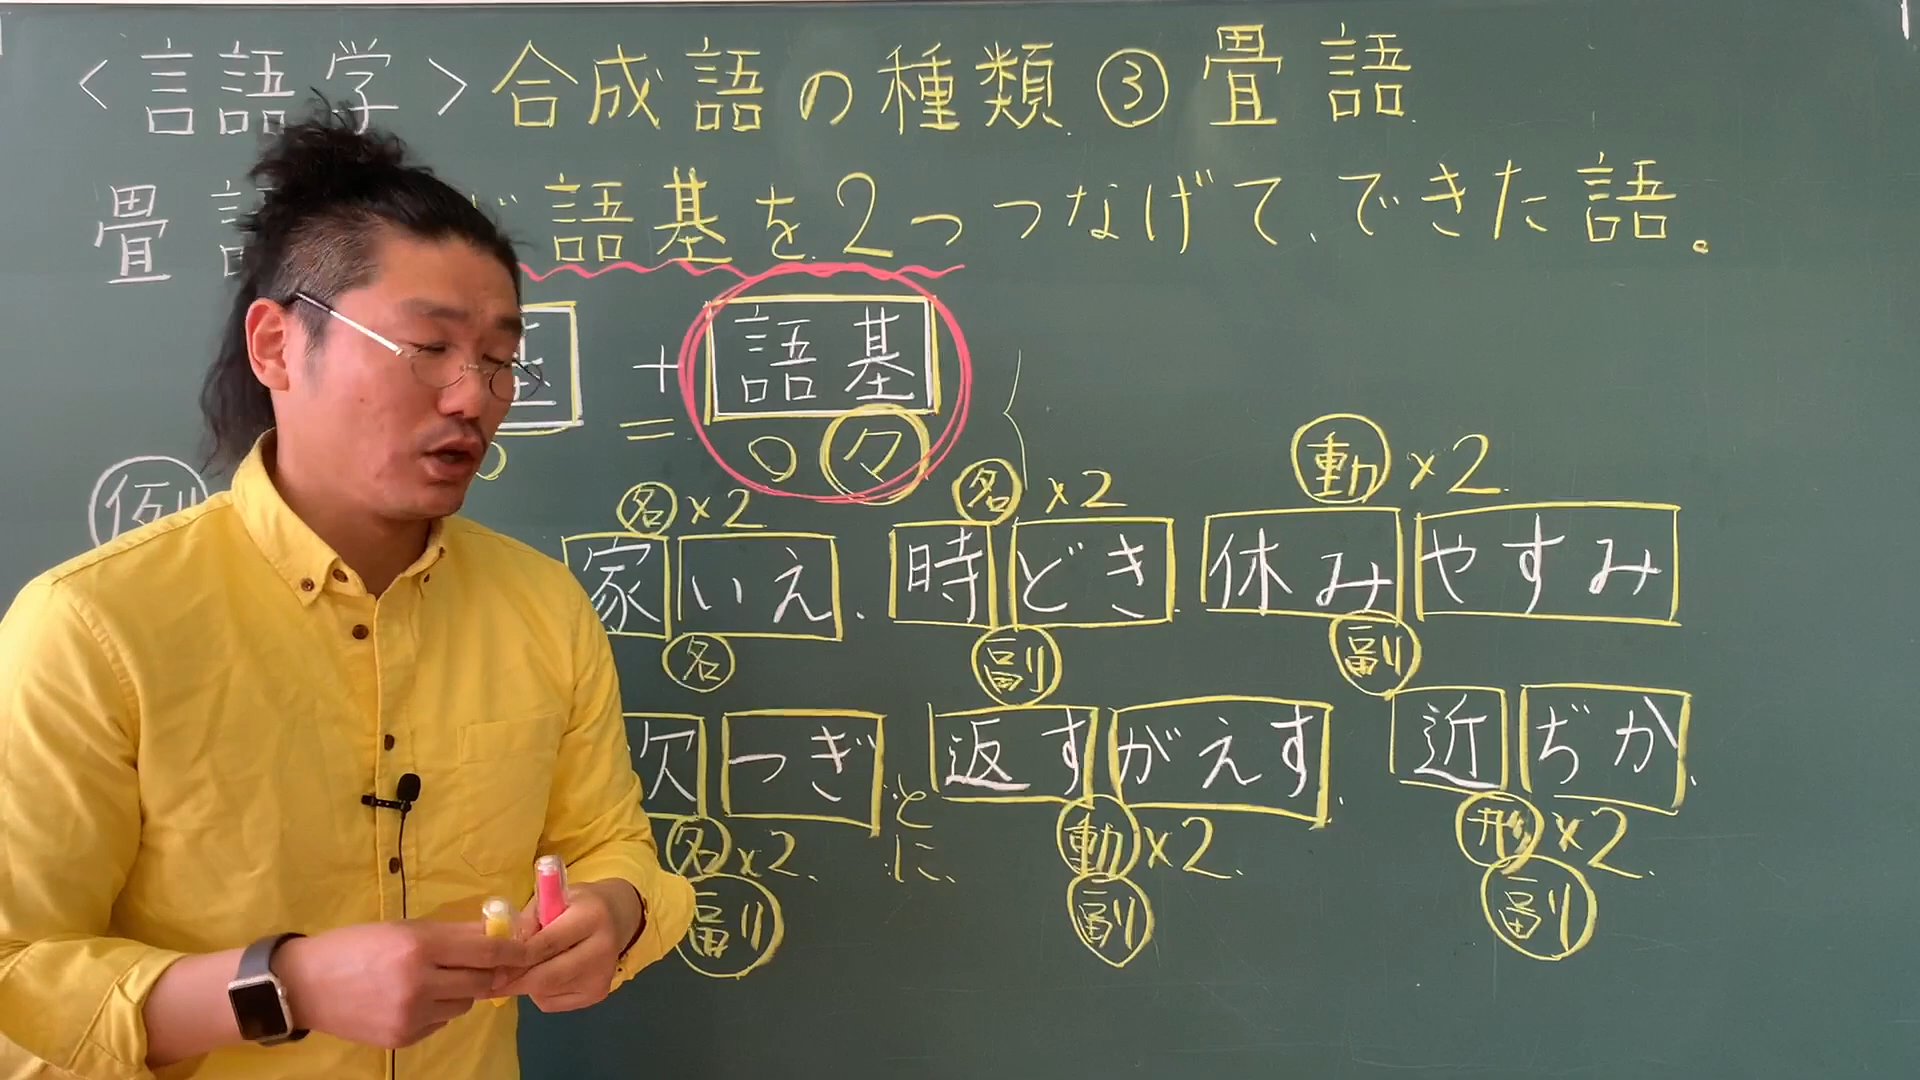 <言語学>合成語の種類 ③ 畳語
畳語 語基を2つつなげて、できた語。
基 + 語基
= 〇々
例
名×2 名×2 動×2
家いえ、時どき、休みやすみ
名 副 副
次つぎ 返すがえす、近ぢか、
と
に、
名×2、 動×2、 形×2、
副 副 副